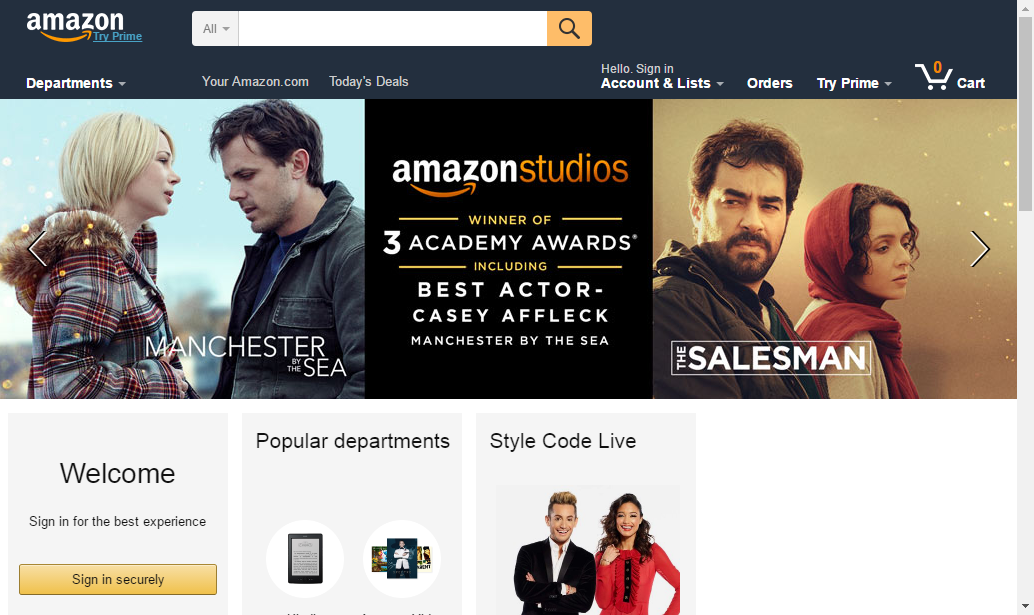 amazon
Try Prime
All
Departments
Your Amazon.com
Today's Deals
Hello. Sign in
Account & Lists
Orders
Try Prime
0
Cart
MANCHESTER
BY THE
SEA
amazonstudios
WINNER OF
3 ACADEMY AWARDS®
INCLUDING
BEST ACTOR-
CASEY AFFLECK
MANCHESTER BY THE SEA
THE SALESMAN
Welcome
Sign in for the best experience
Sign in securely
Popular departments
Style Code Live